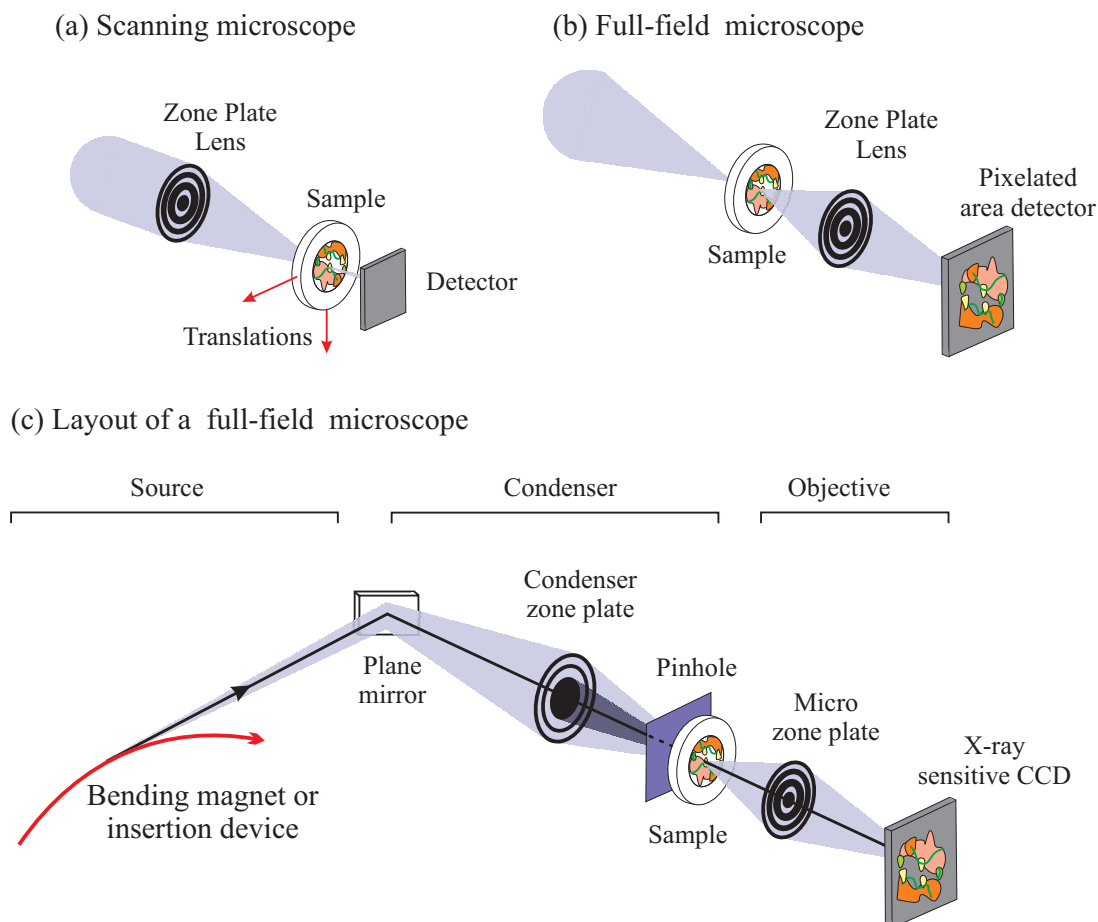 (a) Scanning microscope
Zone Plate
Lens
Sample
Detector
Translations
(b) Full-field microscope
Zone Plate
Lens
Pixelated
area detector
Sample
(c) Layout of a full-field microscope
Source
Condenser
Objective
Condenser
zone plate
Plane
mirror
Pinhole
Micro
zone plate
X-ray
sensitive CCD
Bending magnet or
insertion device
Sample